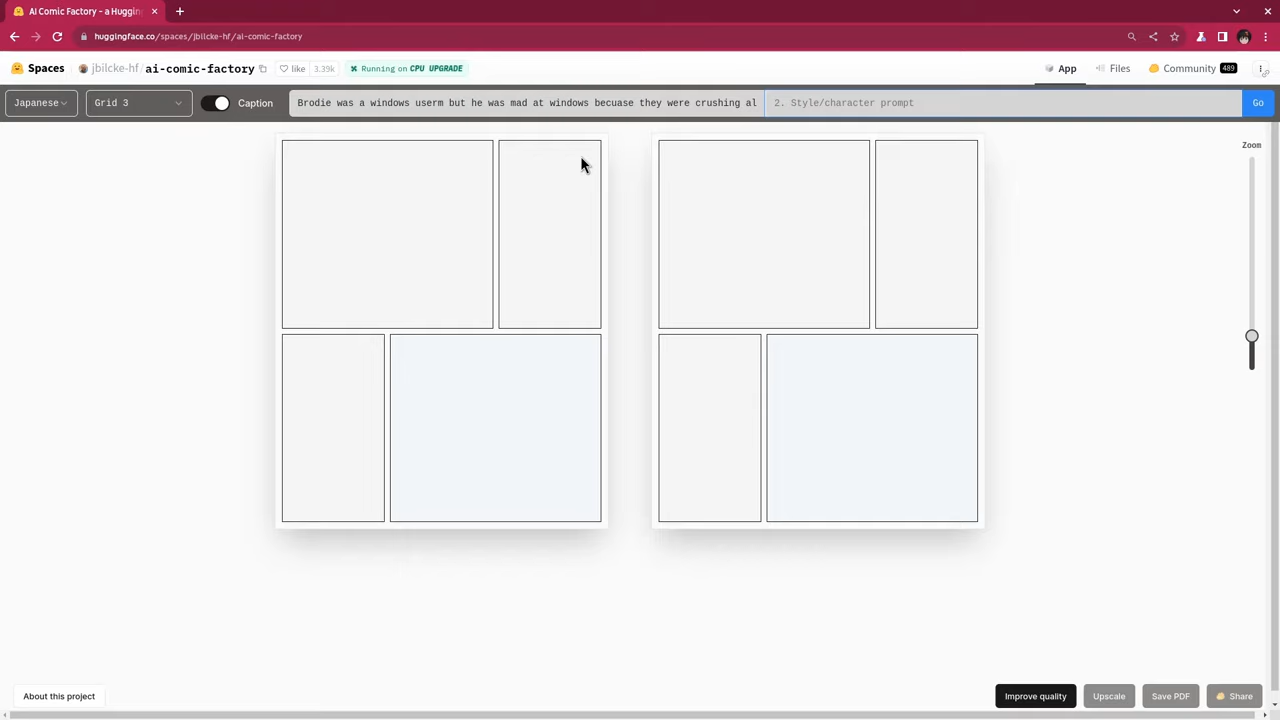 AI Comic Factory - a Hugging
huggingface.co/spaces/jbilcke-hf/ai-comic-factory
Spaces jbilcke-hf/ai-comic-factory like 3.39k Running on CPU UPGRADE App Files Community 489
Japanese Grid 3 Caption Brodie was a windows userm but he was mad at windows becuase they were crushing al 2. Style/character prompt Go
Zoom
About this project Improve quality Upscale Save PDF Share